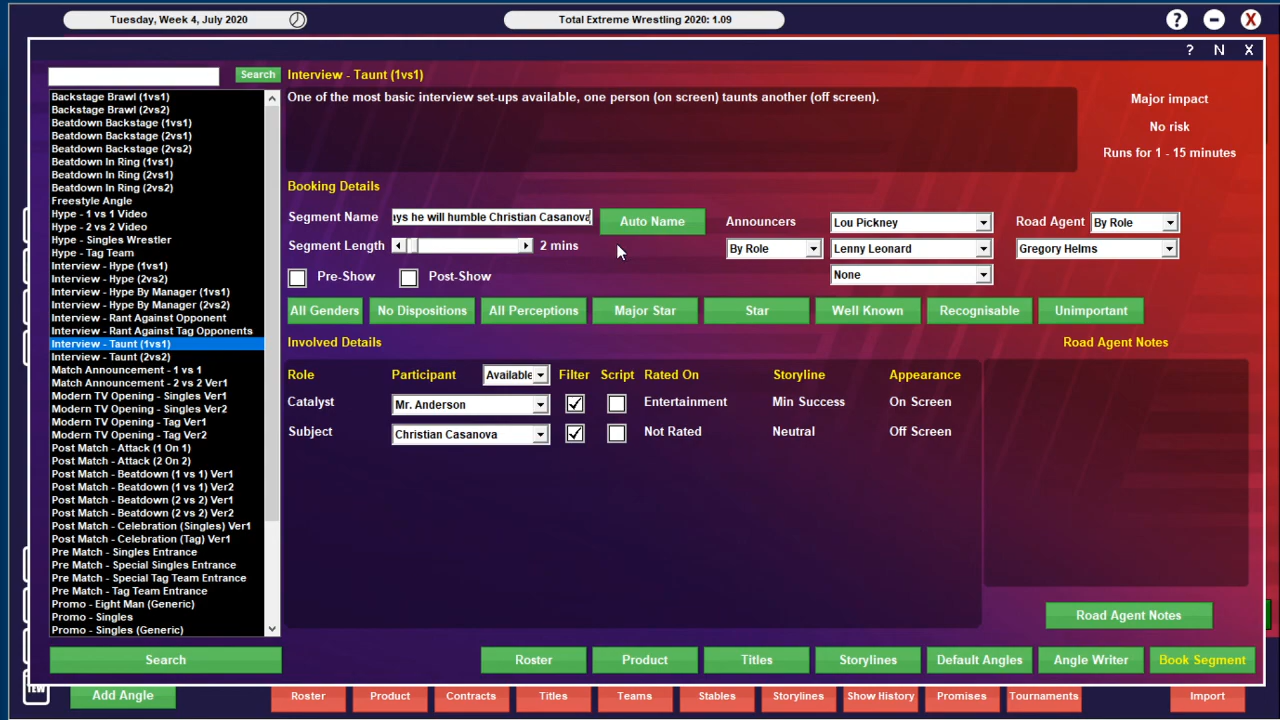 Tuesday, Week 4, July 2020
Total Extreme Wrestling 2020: 1.09
? X
? N X
Search
Backstage Brawl (1vs1)
Backstage Brawl (2vs2)
Beatdown Backstage (1vs1)
Beatdown Backstage (2vs1)
Beatdown Backstage (2vs2)
Beatdown In Ring (1vs1)
Beatdown In Ring (2vs1)
Beatdown In Ring (2vs2)
Freestyle Angle
Hype - 1 vs 1 Video
Hype - 2 vs 2 Video
Hype - Singles Wrestler
Hype - Tag Team
Interview - Hype (1vs1)
Interview - Hype (2vs2)
Interview - Hype By Manager (1vs1)
Interview - Hype By Manager (2vs2)
Interview - Rant Against Opponent
Interview - Rant Against Tag Opponents
Interview - Taunt (1vs1)
Interview - Taunt (2vs2)
Match Announcement - 1 vs 1
Match Announcement - 2 vs 2 Ver1
Modern TV Opening - Singles Ver1
Modern TV Opening - Singles Ver2
Modern TV Opening - Tag Ver1
Modern TV Opening - Tag Ver2
Post Match - Attack (1 On 1)
Post Match - Attack (2 On 2)
Post Match - Beatdown (1 vs 1) Ver1
Post Match - Beatdown (1 vs 1) Ver2
Post Match - Beatdown (2 vs 2) Ver1
Post Match - Beatdown (2 vs 2) Ver2
Post Match - Celebration (Singles) Ver1
Post Match - Celebration (Tag) Ver1
Pre Match - Singles Entrance
Pre Match - Special Singles Entrance
Pre Match - Special Tag Team Entrance
Pre Match - Tag Team Entrance
Promo - Eight Man (Generic)
Promo - Singles
Promo - Singles (Generic)
Search
Interview - Taunt (1vs1)
One of the most basic interview set-ups available, one person (on screen) taunts another (off screen).
Major impact
No risk
Runs for 1 - 15 minutes
Booking Details
Segment Name ays he will humble Christian Casanova Auto Name Announcers Lou Pickney Road Agent By Role
Segment Length 2 mins By Role Lenny Leonard Gregory Helms
Pre-Show Post-Show None
All Genders No Dispositions All Perceptions Major Star Star Well Known Recognisable Unimportant
Involved Details Road Agent Notes
Role Participant Available Filter Script Rated On Storyline Appearance
Catalyst Mr. Anderson Entertainment Min Success On Screen
Subject Christian Casanova Not Rated Neutral Off Screen
Road Agent Notes
Roster Product Titles Storylines Default Angles Angle Writer Book Segment
TEW Add Angle Roster Product Contracts Titles Teams Stables Storylines Show History Promises Tournaments Import